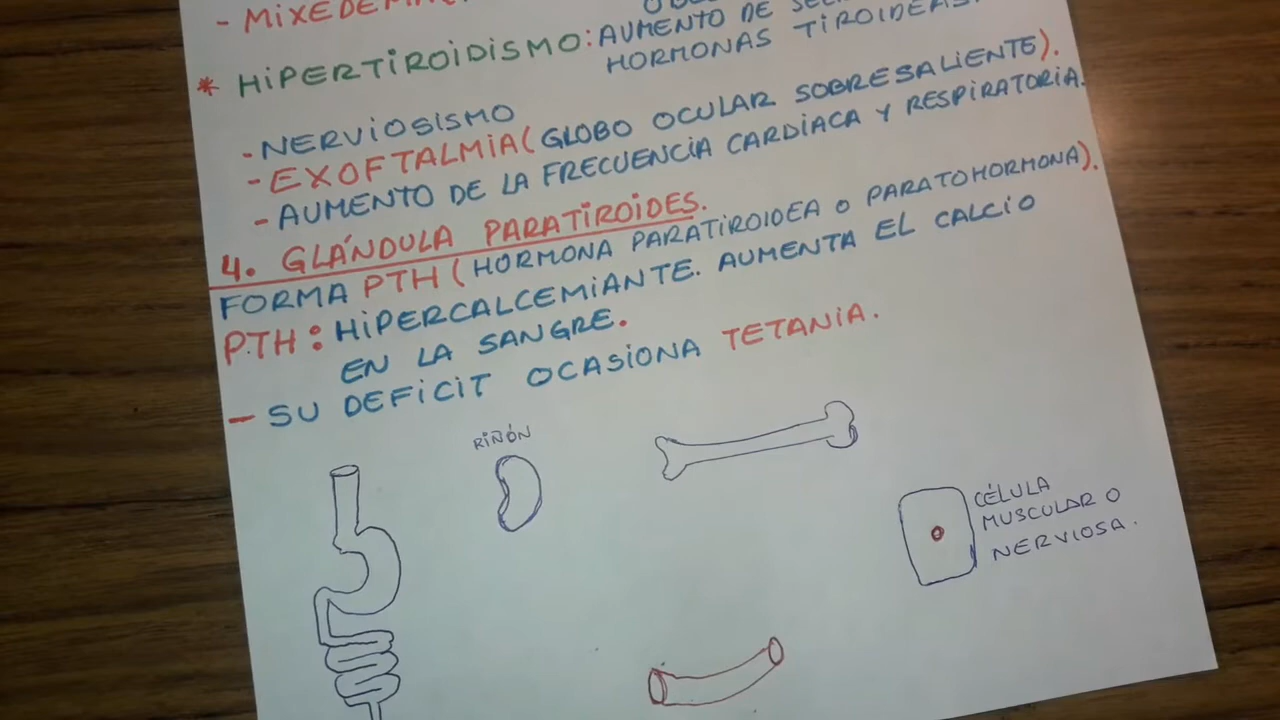 - MIXEDEMA
* HIPERTIROIDISMO: AUMENTO DE
HORMONAS TIROIDEAS.
- NERVIOSISMO
- EXOFTALMIA (GLOBO OCULAR SOBRESALIENTE).
- AUMENTO DE LA FRECUENCIA CARDIACA Y RESPIRATORIA.
4. GLÁNDULA PARATIROIDES.
FORMA PTH (HORMONA PARATIROIDEA O PARATOHORMONA).
PTH: HIPERCALCEMIANTE. AUMENTA EL CALCIO
EN LA SANGRE.
- SU DEFICIT OCASIONA TETANIA.
RIÑÓN
CÉLULA
MUSCULAR O
NERVIOSA.